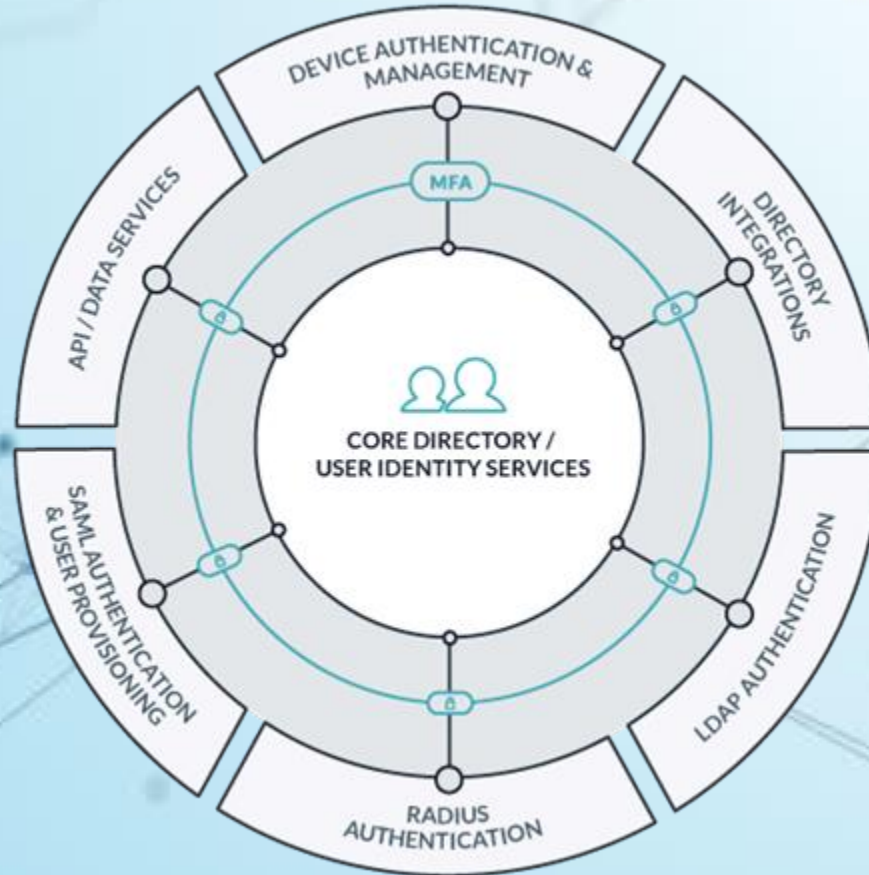 DEVICE AUTHENTICATION &
MANAGEMENT
MFA
DIRECTORY
INTEGRATIONS
API / DATA SERVICES
CORE DIRECTORY /
USER IDENTITY SERVICES
SAML AUTHENTICATION
& USER PROVISIONING
LDAP AUTHENTICATION
RADIUS
AUTHENTICATION